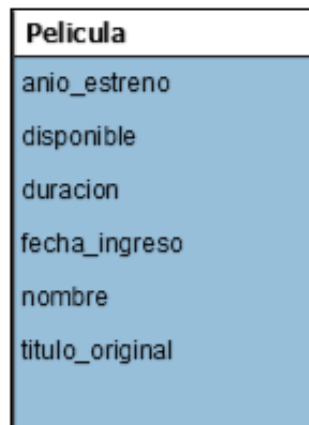 Pelicula
anio_estreno
disponible
duracion
fecha_ingreso
nombre
titulo_original